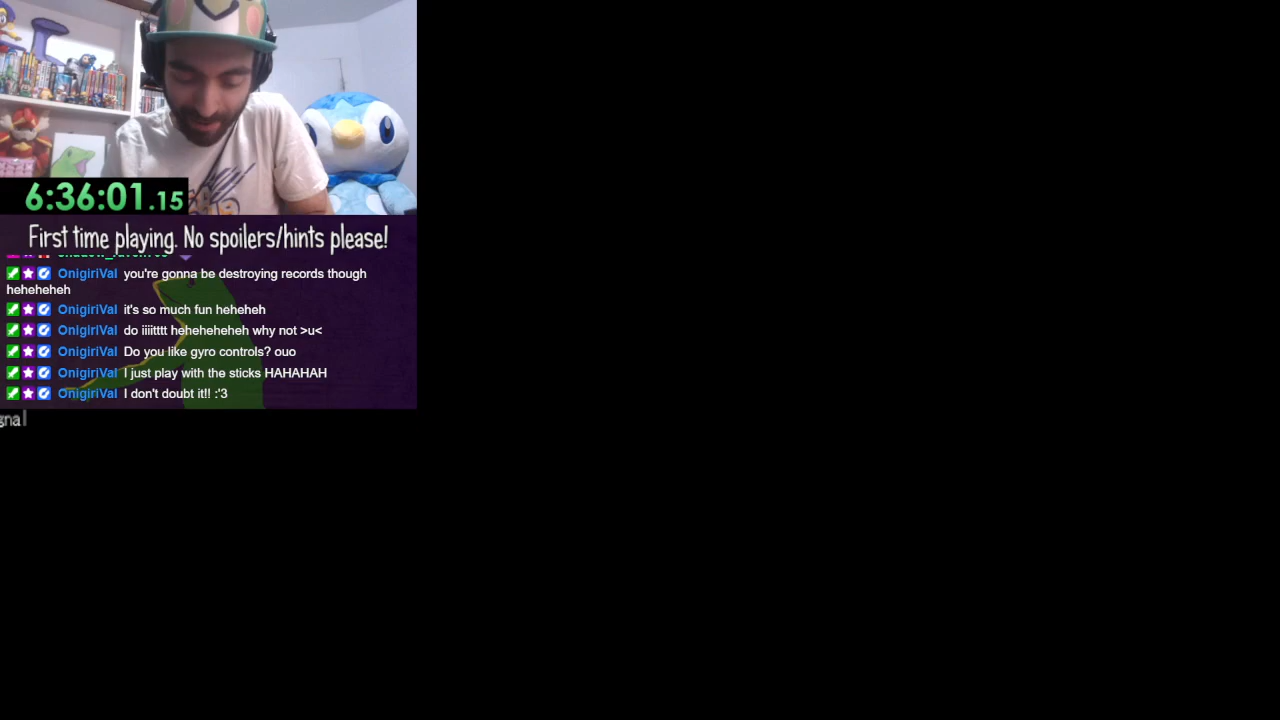 6:36:01.15
First time playing. No spoilers/hints please!
OnigiriVal you're gonna be destroying records though
heheheheh
OnigiriVal it's so much fun heheheh
OnigiriVal do iiiitttt heheheheheh why not >u<
OnigiriVal Do you like gyro controls? ouo
OnigiriVal I just play with the sticks HAHAHAH
OnigiriVal I don't doubt it!! :'3